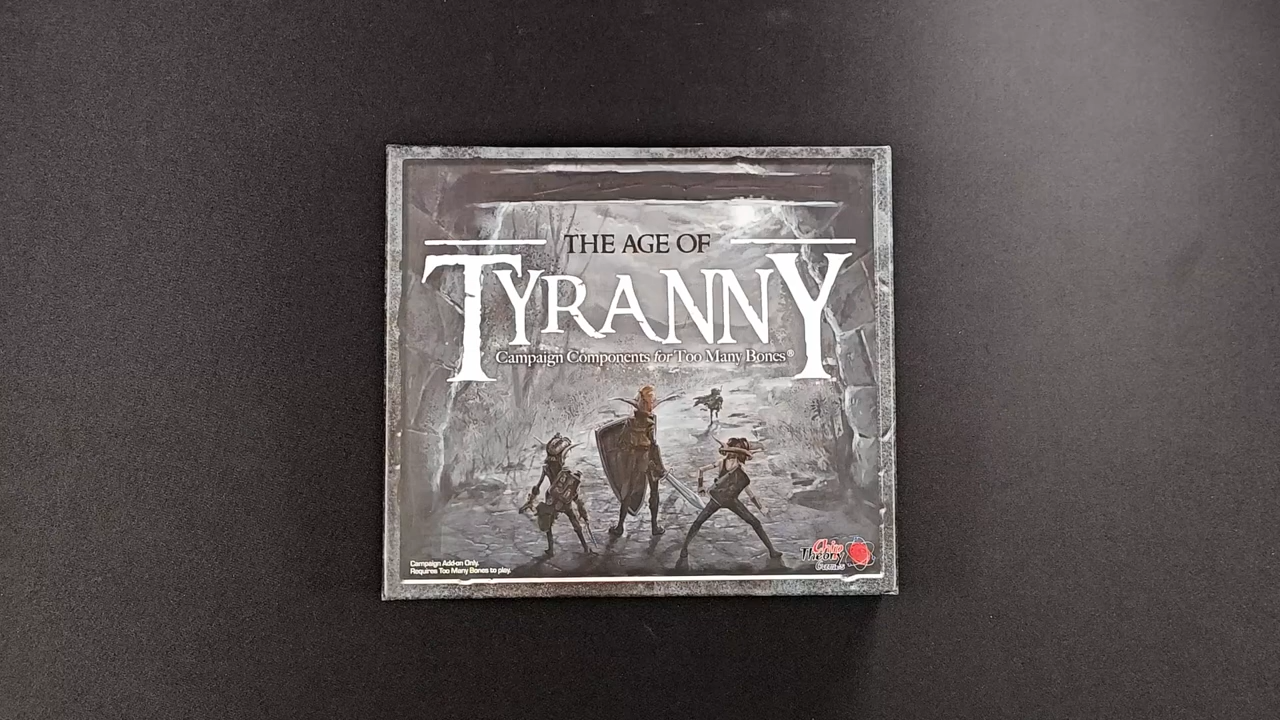 THE AGE OF
TYRANNY
Campaign Components for Too Many Bones®
Campaign Add-on Only.
Requires Too Many Bones to play.
Chip
Theory
Games